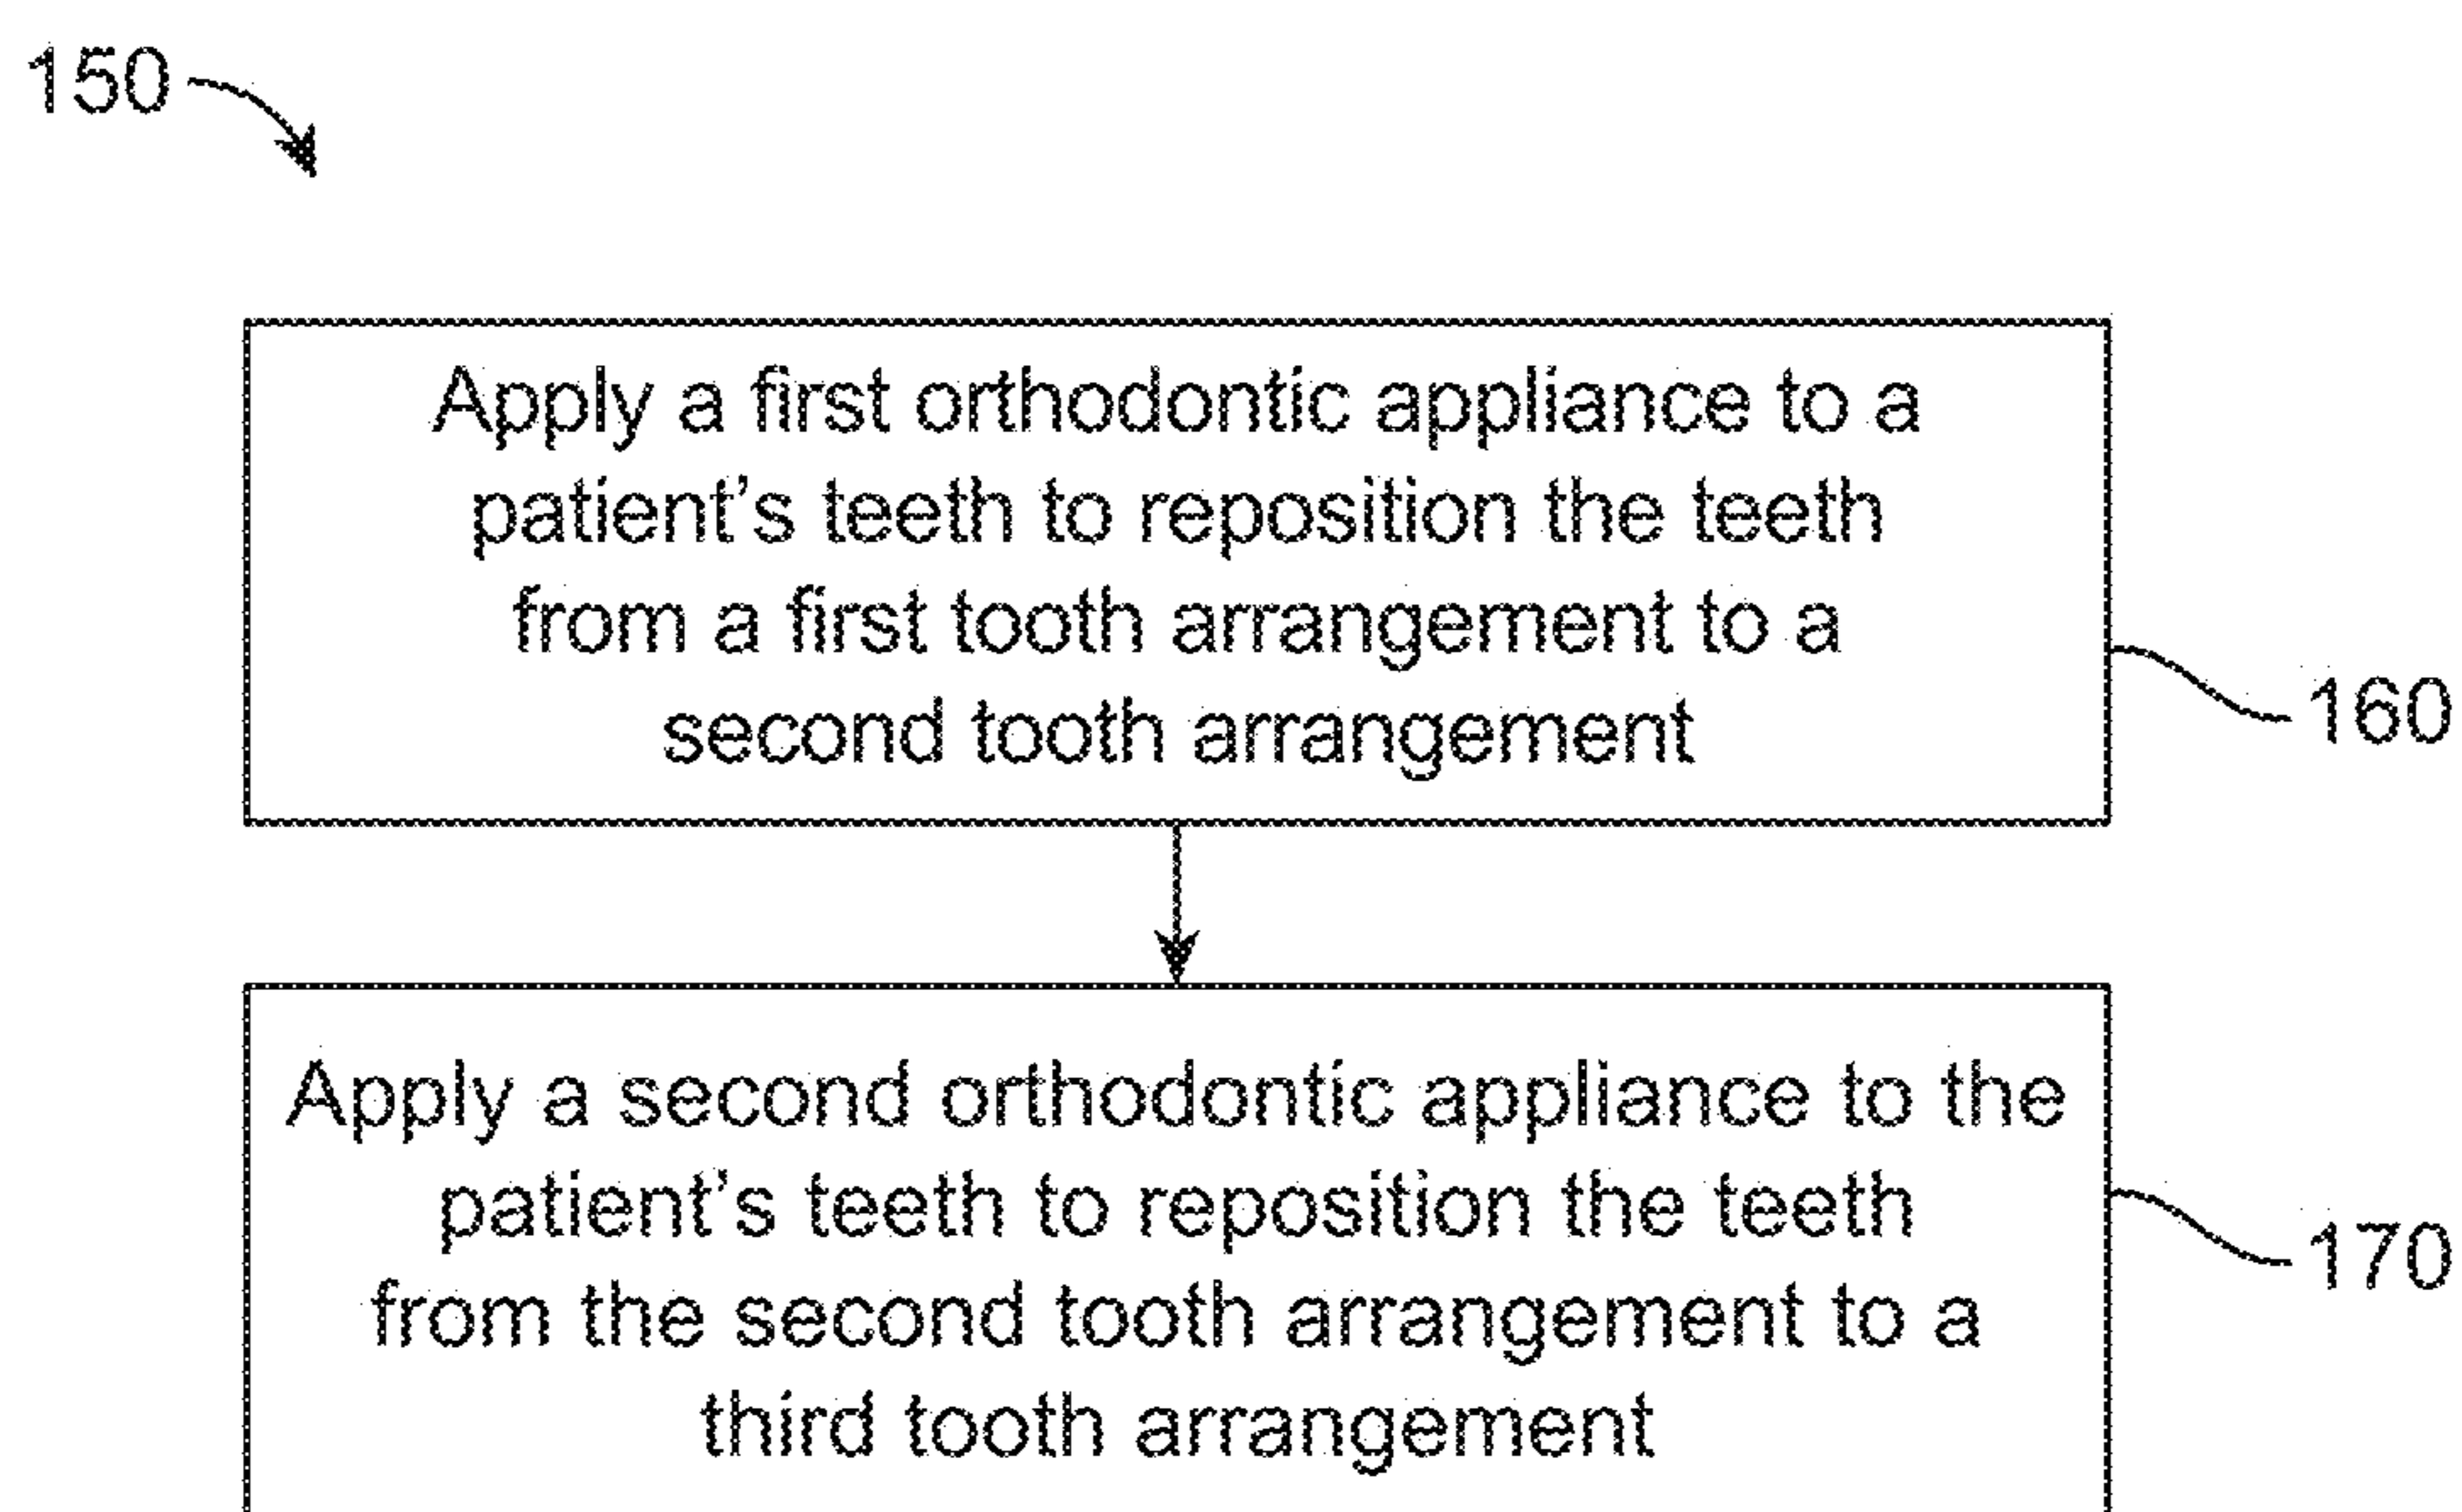 150
Apply a first orthodontic appliance to a
patient's teeth to reposition the teeth
from a first tooth arrangement to a
second tooth arrangement
160
Apply a second orthodontic appliance to the
patient's teeth to reposition the teeth
from the second tooth arrangement to a
third tooth arrangement
170